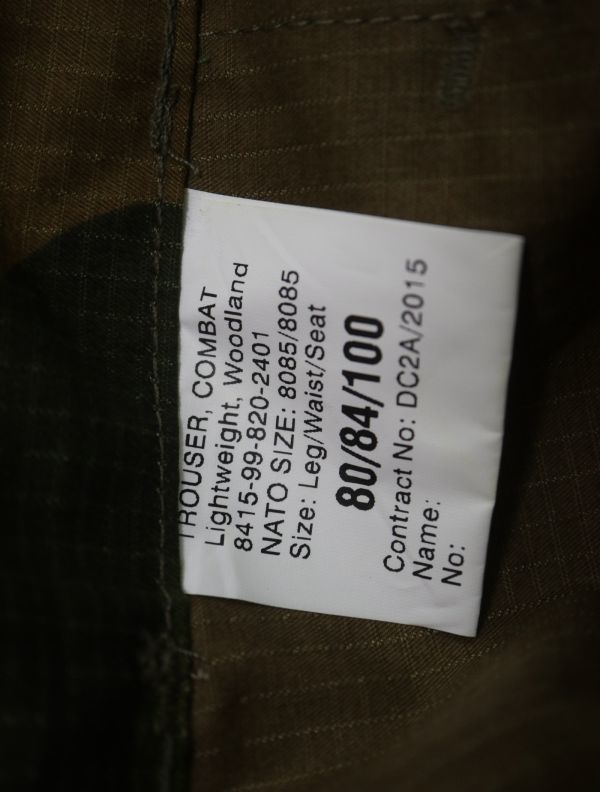 TROUSER, COMBAT
Lightweight, Woodland
8415-99-820-2401
NATO SIZE: 8085/8085
Size: Leg/Waist/Seat
80/84/100
Contract No: DC2A/2015
Name:
No: